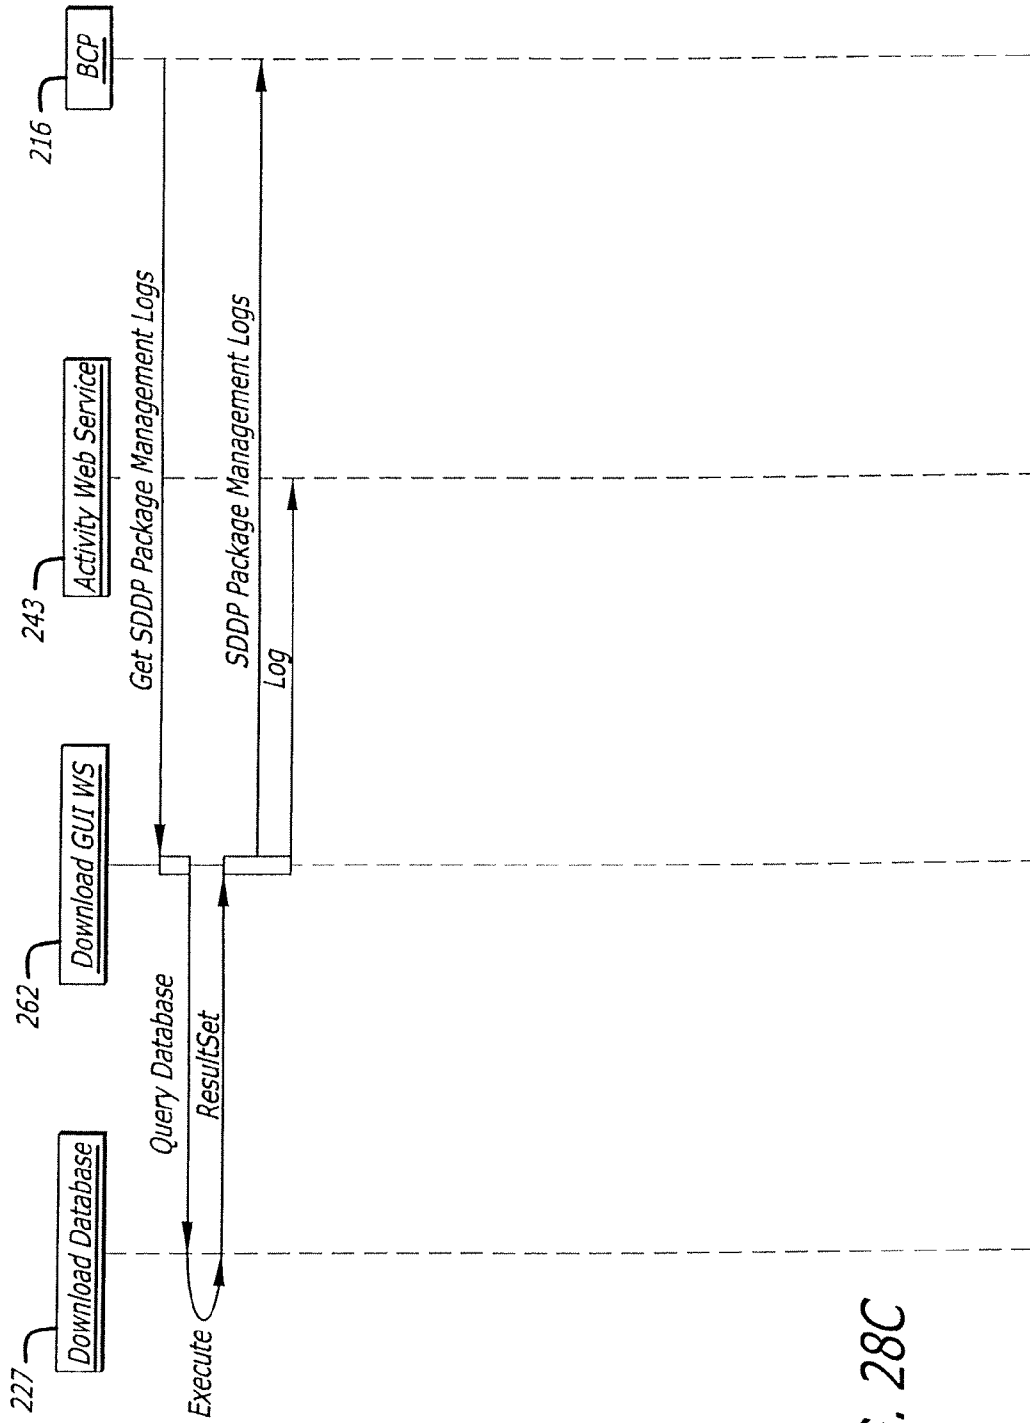 227
262
243
216
Download Database
Download GUI WS
Activity Web Service
BCP
Get SDDP Package Management Logs
Query Database
Execute
ResultSet
SDDP Package Management Logs
Log
28C